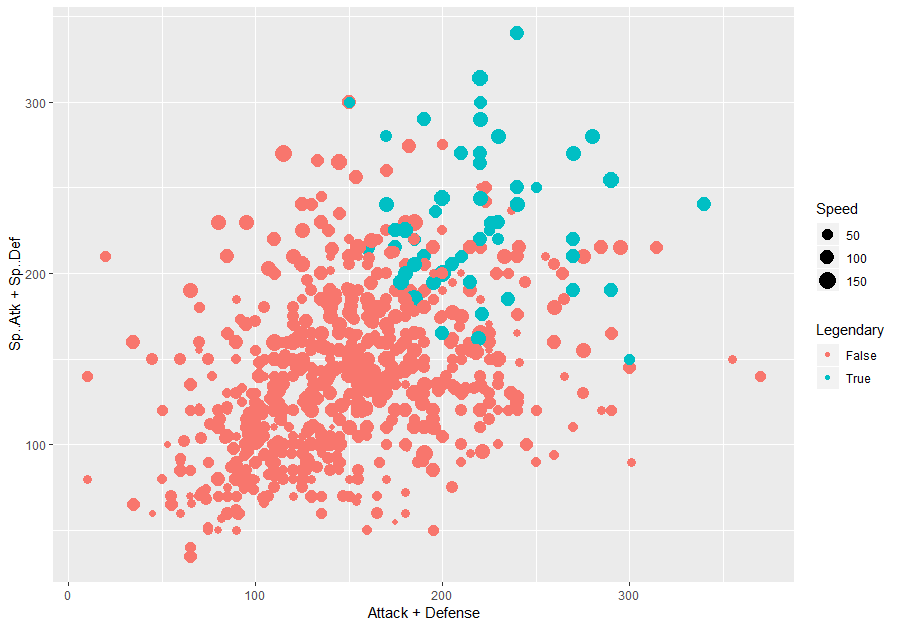 300
200
100
Sp..Atk + Sp..Def
0
100
200
300
Attack + Defense
Speed
50
100
150
Legendary
False
True